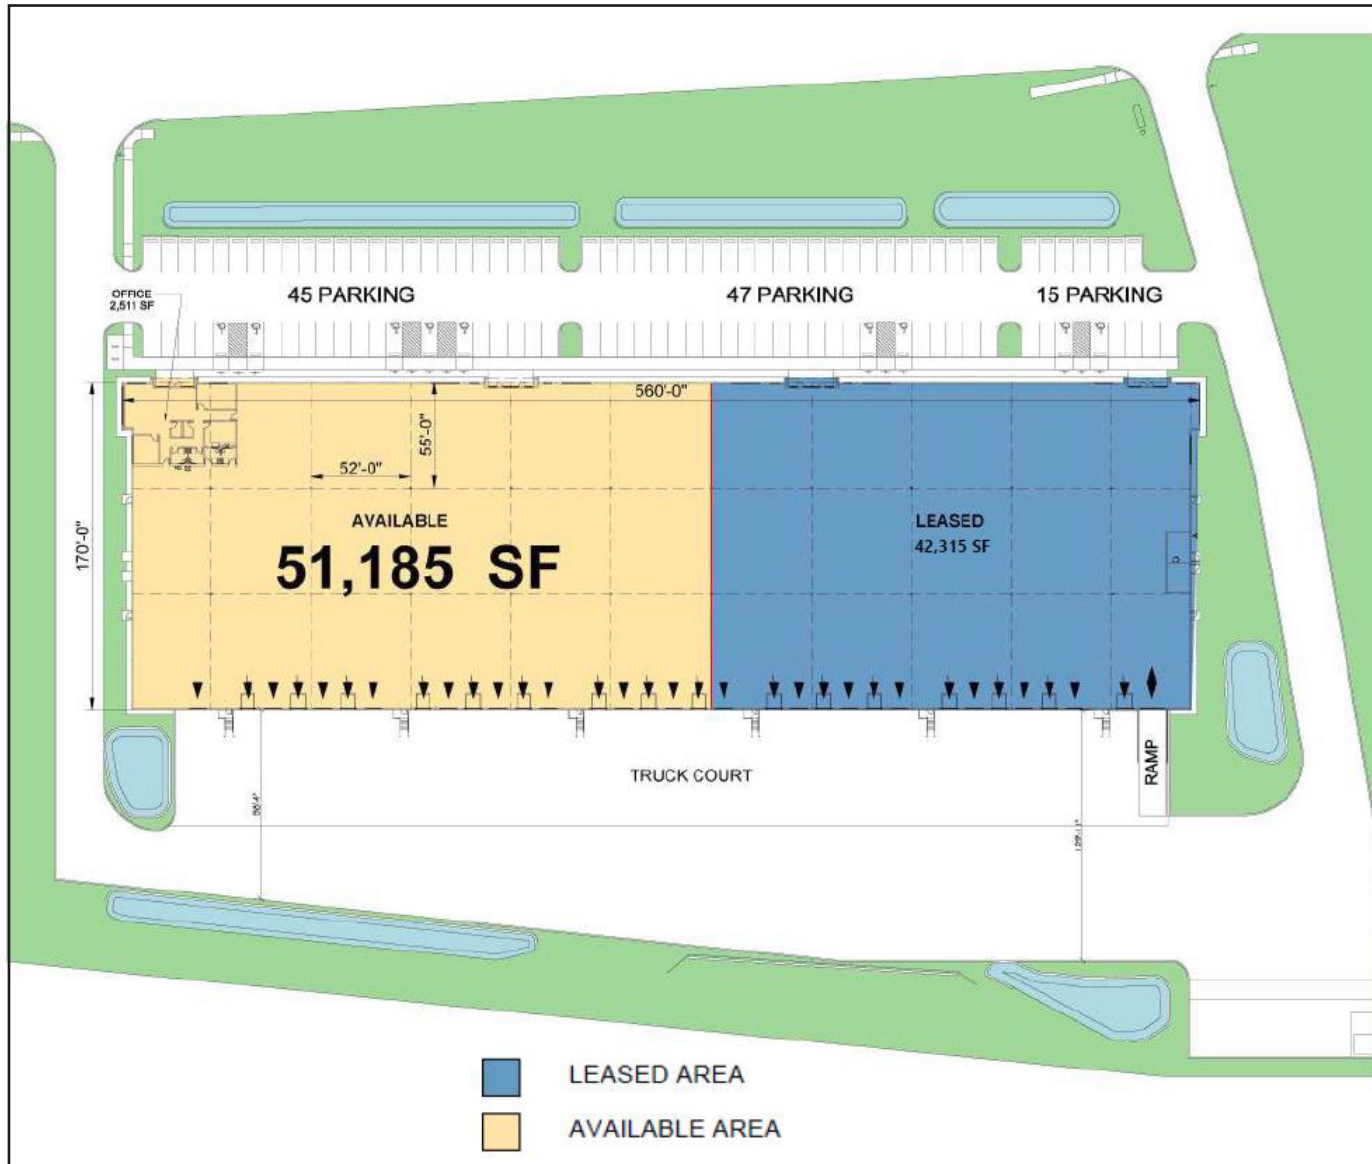 45 PARKING
47 PARKING
15 PARKING
OFFICE
2,511 SF
560'-0"
55'-0"
52'-0"
170'-0"
AVAILABLE
51,185 SF
LEASED
42,315 SF
TRUCK COURT
RAMP
LEASED AREA
AVAILABLE AREA